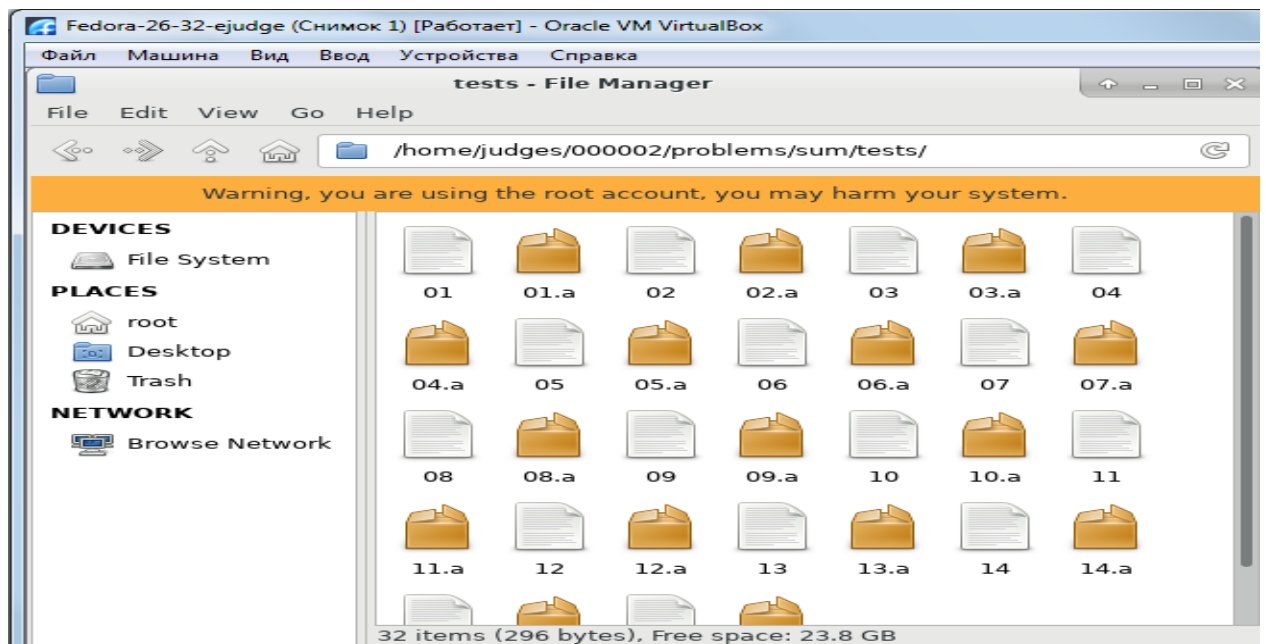 Fedora-26-32-ejudge (Снимок 1) [Работает] - Oracle VM VirtualBox
Файл Машина Вид Ввод Устройства Справка
tests - File Manager
File Edit View Go Help
/home/judges/000002/problems/sum/tests/
Warning, you are using the root account, you may harm your system.
DEVICES
File System
PLACES
root
Desktop
Trash
NETWORK
Browse Network
01 01.a 02 02.a 03 03.a 04
04.a 05 05.a 06 06.a 07 07.a
08 08.a 09 09.a 10 10.a 11
11.a 12 12.a 13 13.a 14 14.a
32 items (296 bytes), Free space: 23.8 GB